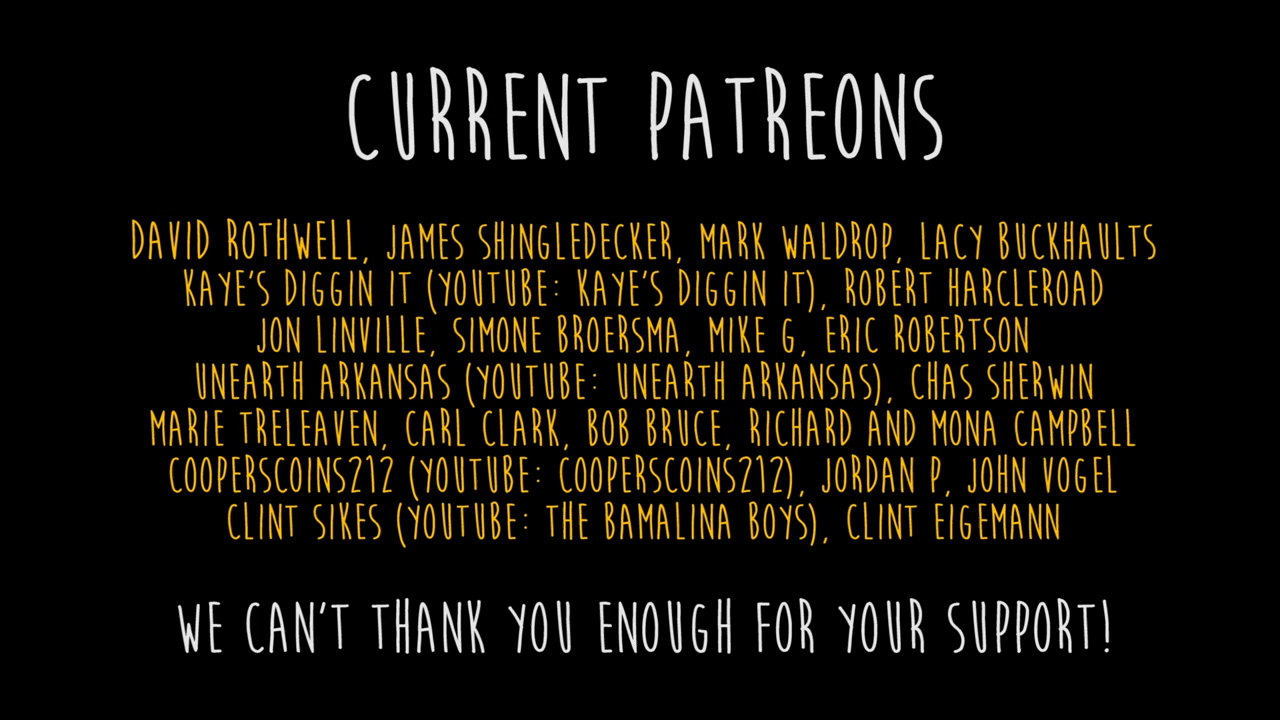 CURRENT PATREONS
DAVID ROTHWELL, JAMES SHINGLEDECKER, MARK WALDROP, LACY BUCKHAULTS
KAYE'S DIGGIN IT (YOUTUBE: KAYE'S DIGGIN IT), ROBERT HARCLEROAD
JON LINVILLE, SIMONE BROERSMA, MIKE G, ERIC ROBERTSON
UNEARTH ARKANSAS (YOUTUBE: UNEARTH ARKANSAS), CHAS SHERWIN
MARIE TRELEAVEN, CARL CLARK, BOB BRUCE, RICHARD AND MONA CAMPBELL
COOPERSCOINS212 (YOUTUBE: COOPERSCOINS212), JORDAN P, JOHN VOGEL
CLINT SIKES (YOUTUBE: THE BAMALINA BOYS), CLINT EIGEMANN
WE CAN'T THANK YOU ENOUGH FOR YOUR SUPPORT!